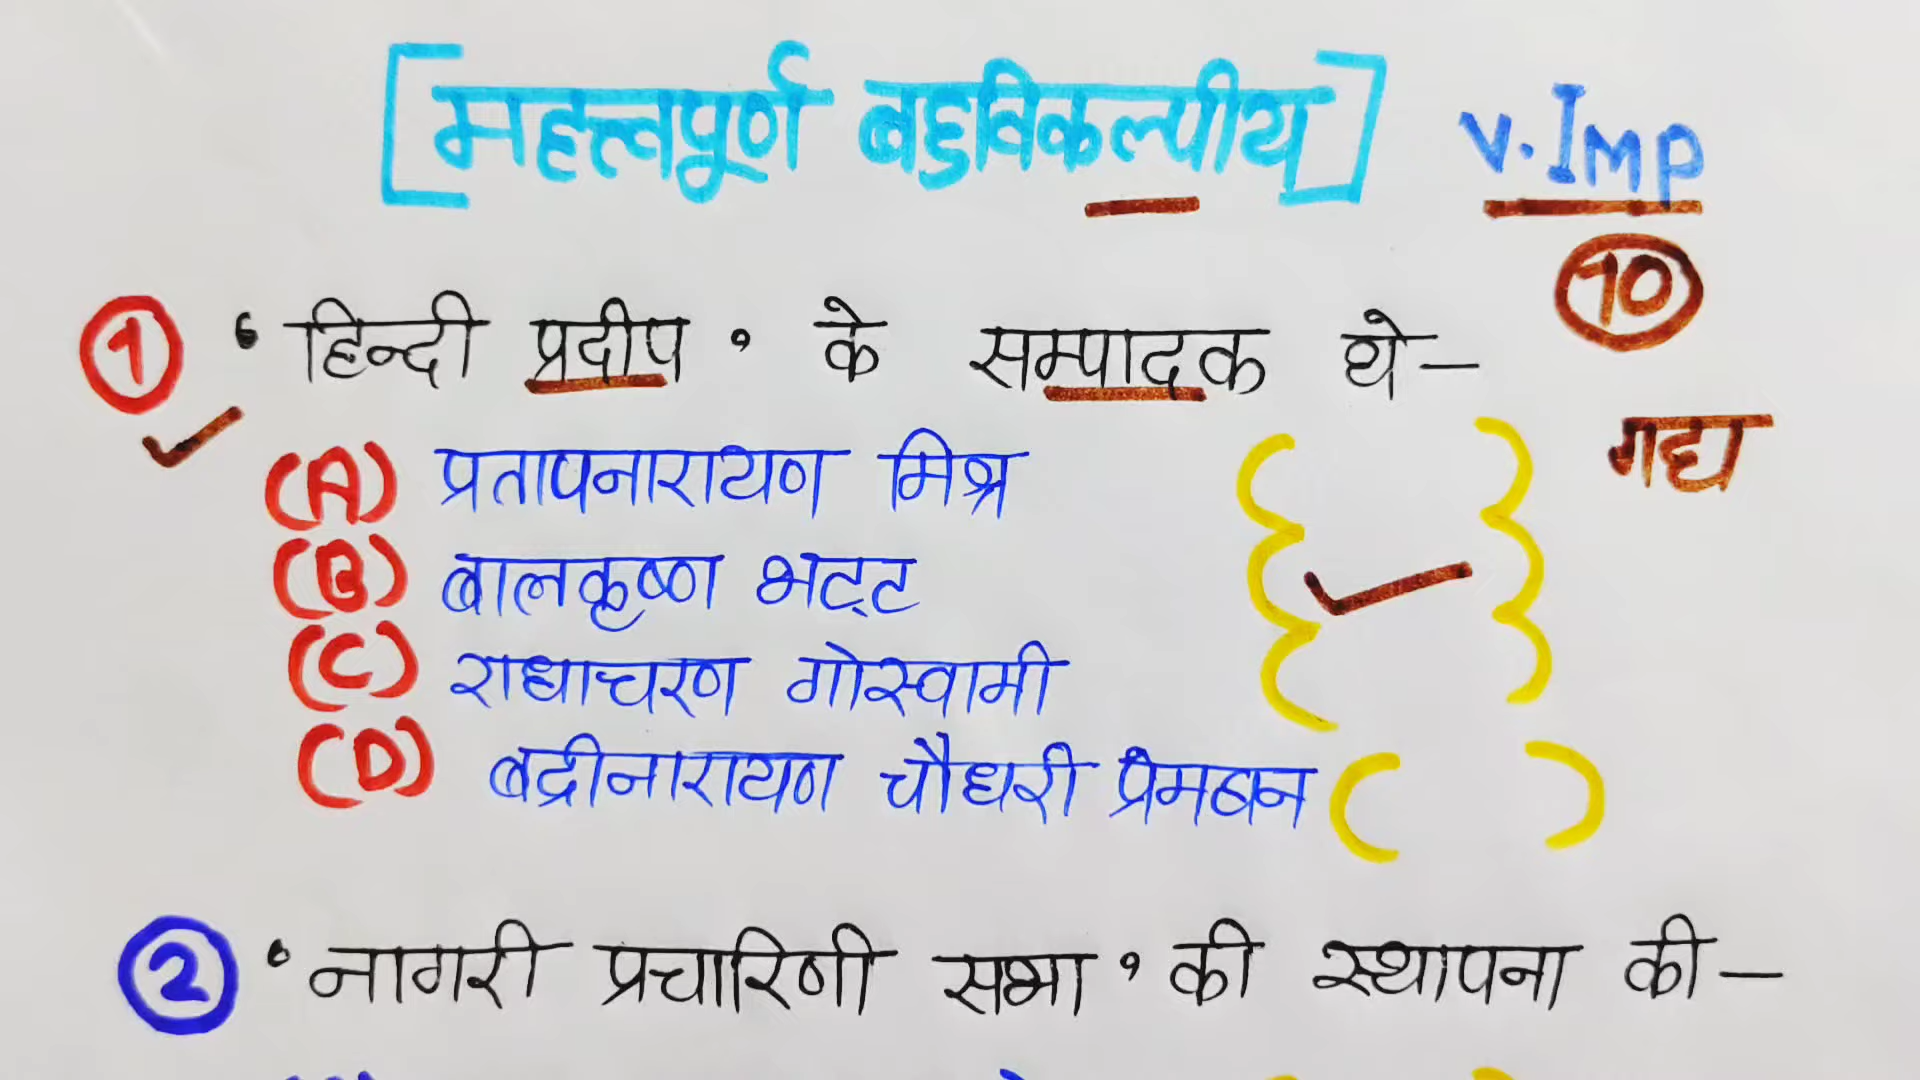 [महत्त्वपूर्ण बहुविकल्पीय] V.Imp
10
1 ‘हिन्दी प्रदीप’ के सम्पादक थे–
गद्य
(A) प्रतापनारायण मिश्र
(B) बालकृष्ण भट्ट
(C) राधाचरण गोस्वामी
(D) बद्रीनारायण चौधरी प्रेमघन ( )
2 ‘नागरी प्रचारिणी सभा’ की स्थापना की–